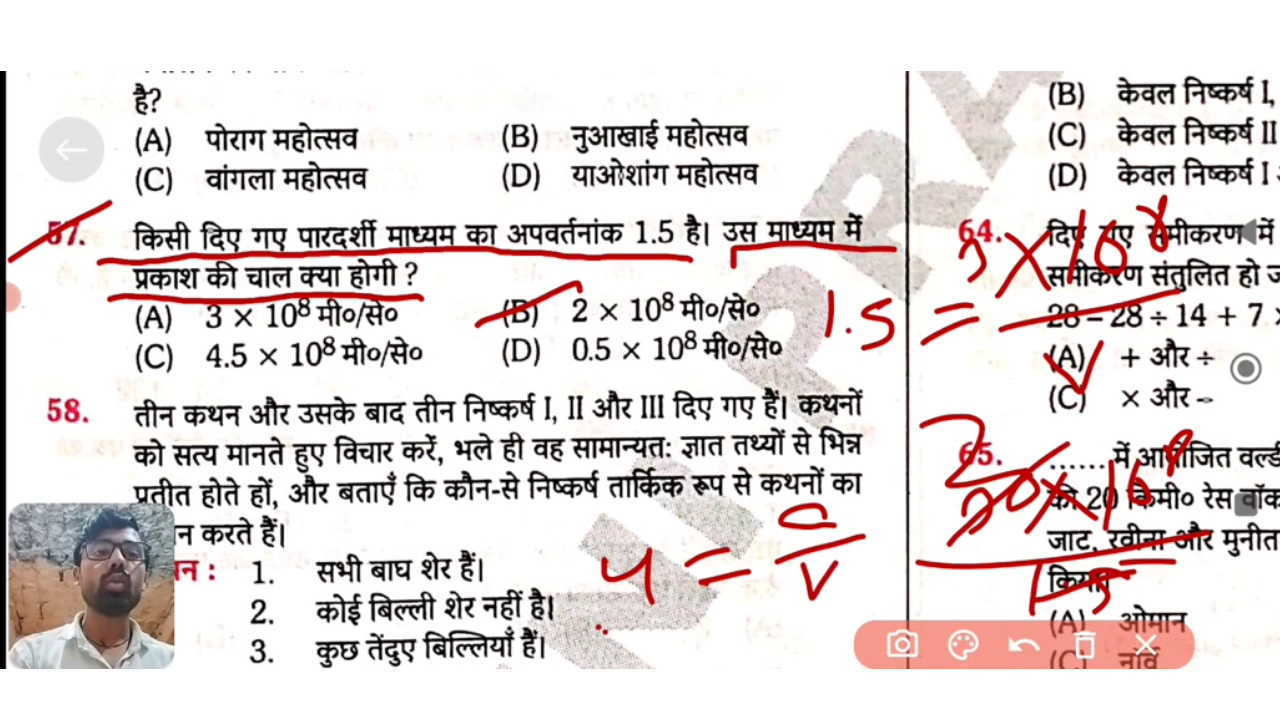 है?
(A) पोराग महोत्सव (B) नुआखाई महोत्सव
(C) वांगला महोत्सव (D) याओशांग महोत्सव
57. किसी दिए गए पारदर्शी माध्यम का अपवर्तनांक 1.5 है। उस माध्यम में
प्रकाश की चाल क्या होगी ?
(A) 3 × 10⁸ मी०/से० (B) 2 × 10⁸ मी०/से०
(C) 4.5 × 10⁸ मी०/से० (D) 0.5 × 10⁸ मी०/से०
58. तीन कथन और उसके बाद तीन निष्कर्ष I, II और III दिए गए हैं। कथनों
को सत्य मानते हुए विचार करें, भले ही वह सामान्यत: ज्ञात तथ्यों से भिन्न
प्रतीत होते हों, और बताएँ कि कौन-से निष्कर्ष तार्किक रूप से कथनों का
न करते हैं।
1. सभी बाघ शेर हैं।
2. कोई बिल्ली शेर नहीं है।
3. कुछ तेंदुए बिल्लियाँ हैं।
(B) केवल निष्कर्ष I,
(C) केवल निष्कर्ष II
(D) केवल निष्कर्ष I
64. दिए गए समीकरण में
समीकरण संतुलित हो ज
28 – 28 ÷ 14 + 7
(A) + और ÷
(C) × और –
65. ...... में आयोजित वर्ल्ड
की 20 किमी० रेस वॉक
जाट, रवीना और मुनीत
किया
(A) ओमान
(C) नॉर्वे
1.5 =
= c
v